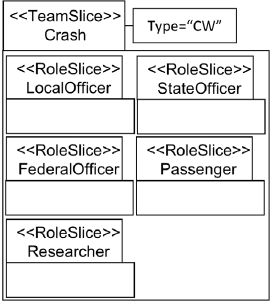 <<TeamSlice>>
Crash
Type=“CW”
<<RoleSlice>>
LocalOfficer
<<RoleSlice>>
StateOfficer
<<RoleSlice>>
FederalOfficer
<<RoleSlice>>
Passenger
<<RoleSlice>>
Researcher